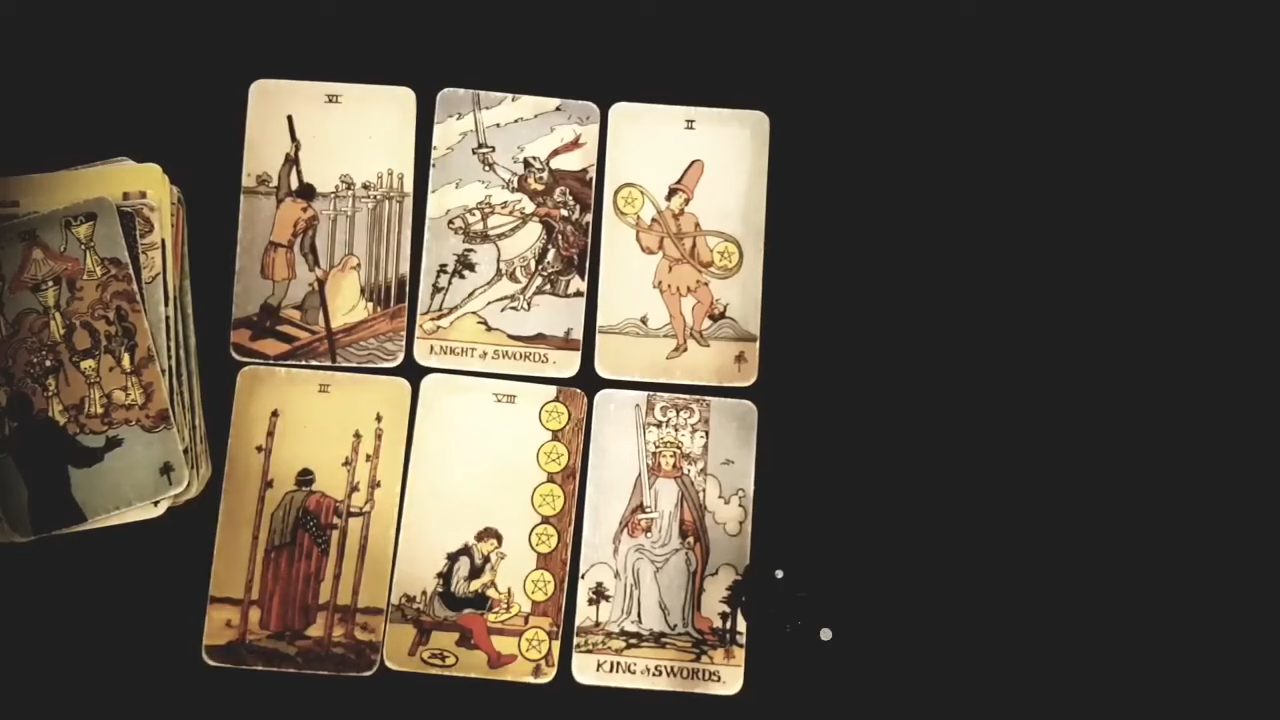 VI
II
KNIGHT of SWORDS.
III
VIII
KING of SWORDS.